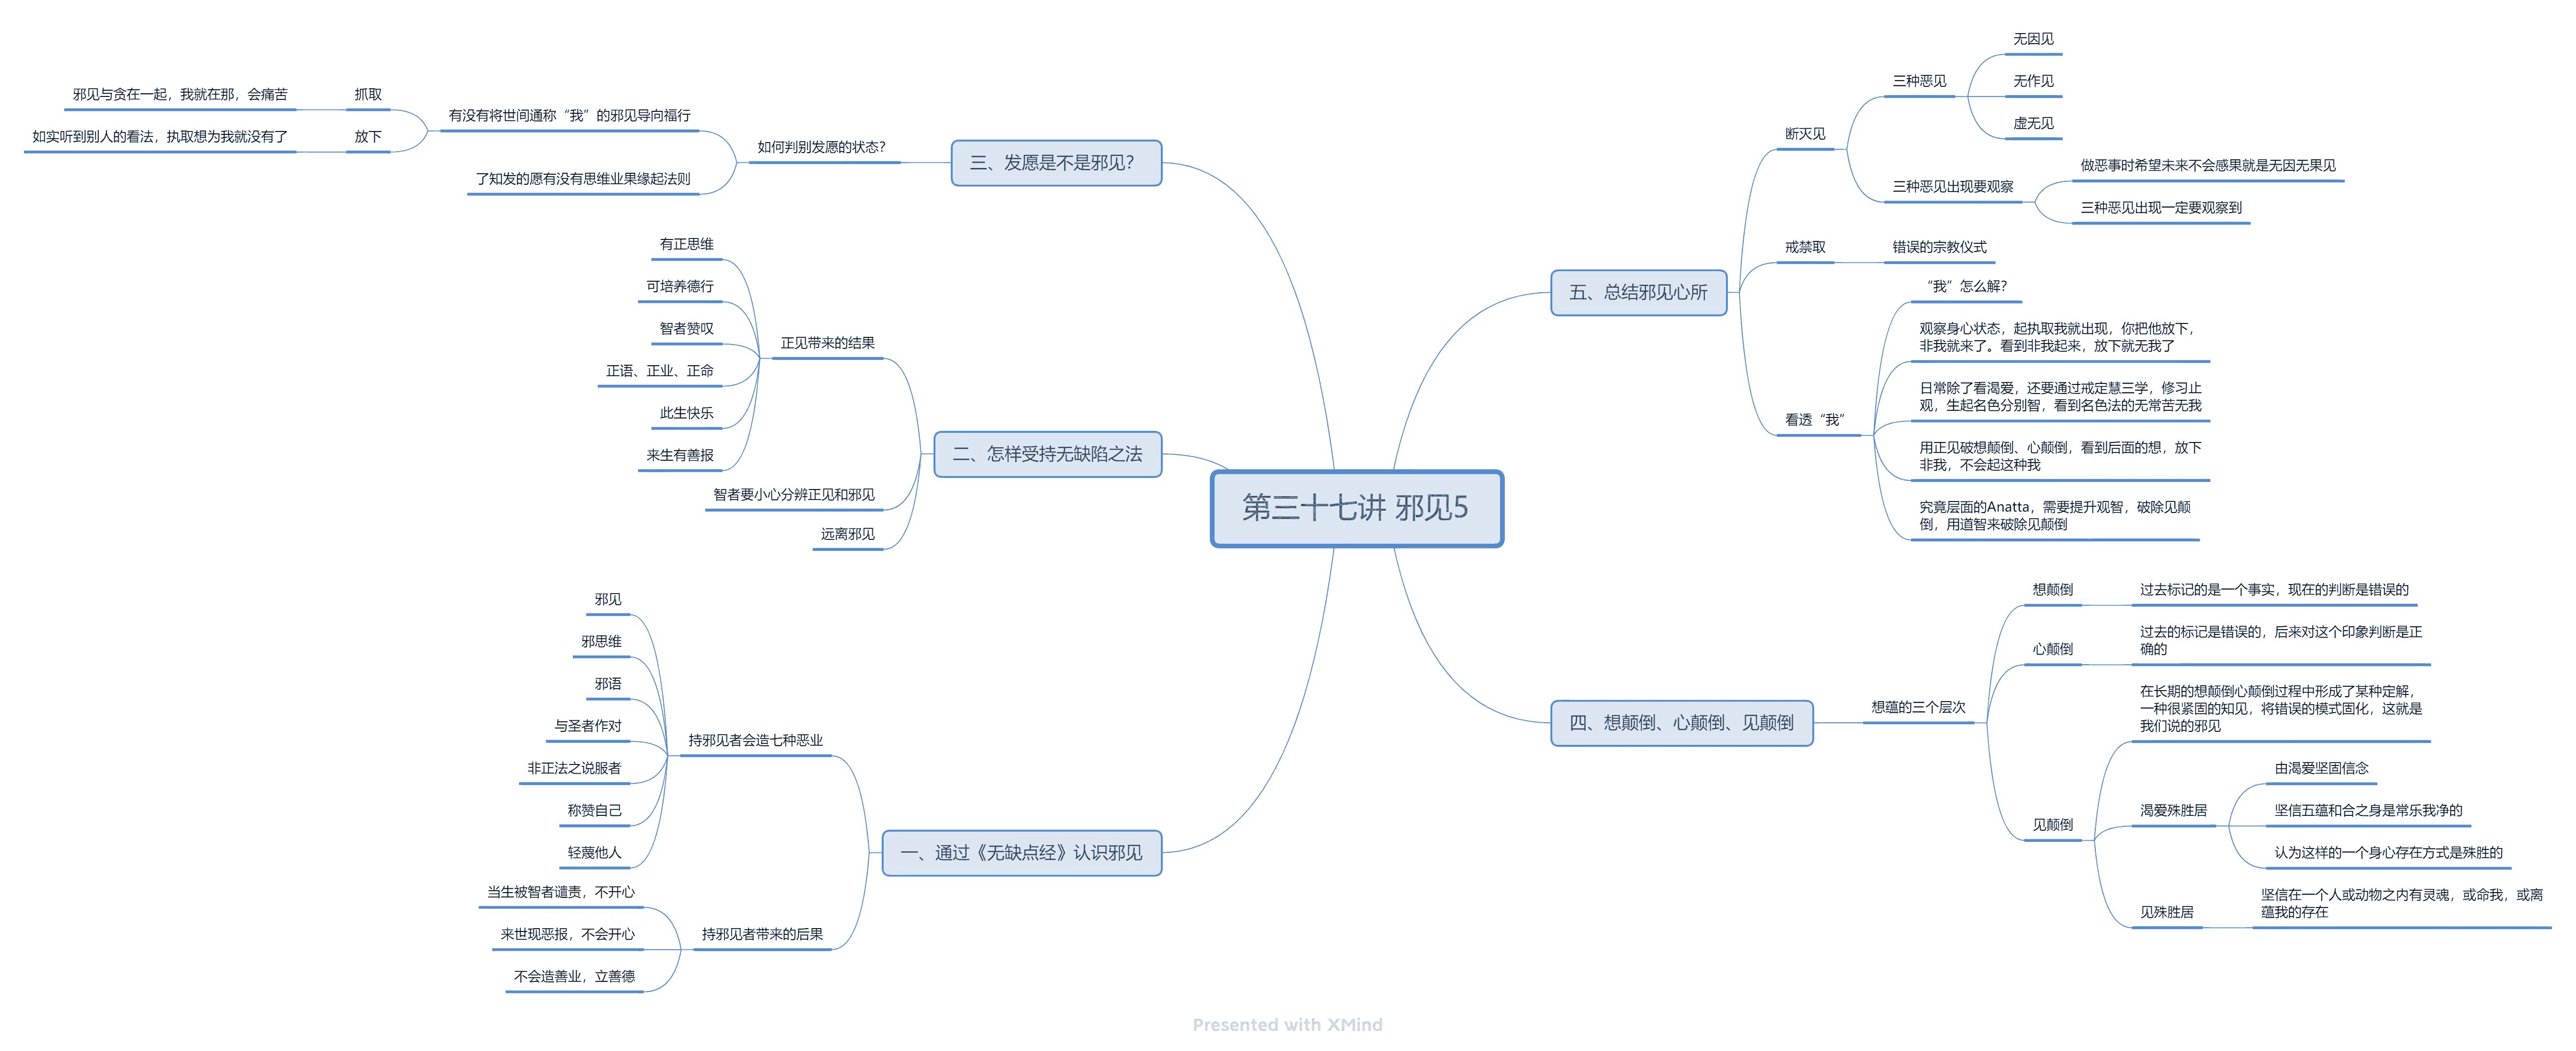 第三十七讲 邪见5
一、通过《无缺点经》认识邪见
持邪见者会造七种恶业
邪见
邪思维
邪语
与圣者作对
非正法之说服者
称赞自己
轻蔑他人
持邪见者带来的后果
当生被智者谴责，不开心
来世现恶报，不会开心
不会造善业，立善德
二、怎样受持无缺陷之法
正见带来的结果
有正思维
可培养德行
智者赞叹
正语、正业、正命
此生快乐
来生有善报
智者要小心分辨正见和邪见
远离邪见
三、发愿是不是邪见？
如何判别发愿的状态？
有没有将世间通称“我”的邪见导向福行
抓取
邪见与贪在一起，我就在那，会痛苦
放下
如实听到别人的看法，执取想为我就没有了
了知发的愿有没有思维业果缘起法则
四、想颠倒、心颠倒、见颠倒
想蕴的三个层次
想颠倒
过去标记的是一个事实，现在的判断是错误的
心颠倒
过去的标记是错误的，后来对这个印象判断是正
确的
见颠倒
在长期的想颠倒心颠倒过程中形成了某种定解，
一种很紧固的知见，将错误的模式固化，这就是
我们说的邪见
渴爱殊胜居
由渴爱坚固信念
坚信五蕴和合之身是常乐我净的
认为这样的一个身心存在方式是殊胜的
见殊胜居
坚信在一个人或动物之内有灵魂，或命我，或离
蕴我的存在
五、总结邪见心所
断灭见
三种恶见
无因见
无作见
虚无见
三种恶见出现要观察
做恶事时希望未来不会感果就是无因无果见
三种恶见出现一定要观察到
戒禁取
错误的宗教仪式
看透“我”
“我”怎么解？
观察身心状态，起执取我就出现，你把他放下，
非我就来了。看到非我起来，放下就无我了
日常除了看渴爱，还要通过戒定慧三学，修习止
观，生起名色分别智，看到名色法的无常苦无我
用正见破想颠倒、心颠倒，看到后面的想，放下
非我，不会起这种我
究竟层面的Anatta，需要提升观智，破除见颠
倒，用道智来破除见颠倒
Presented with XMind